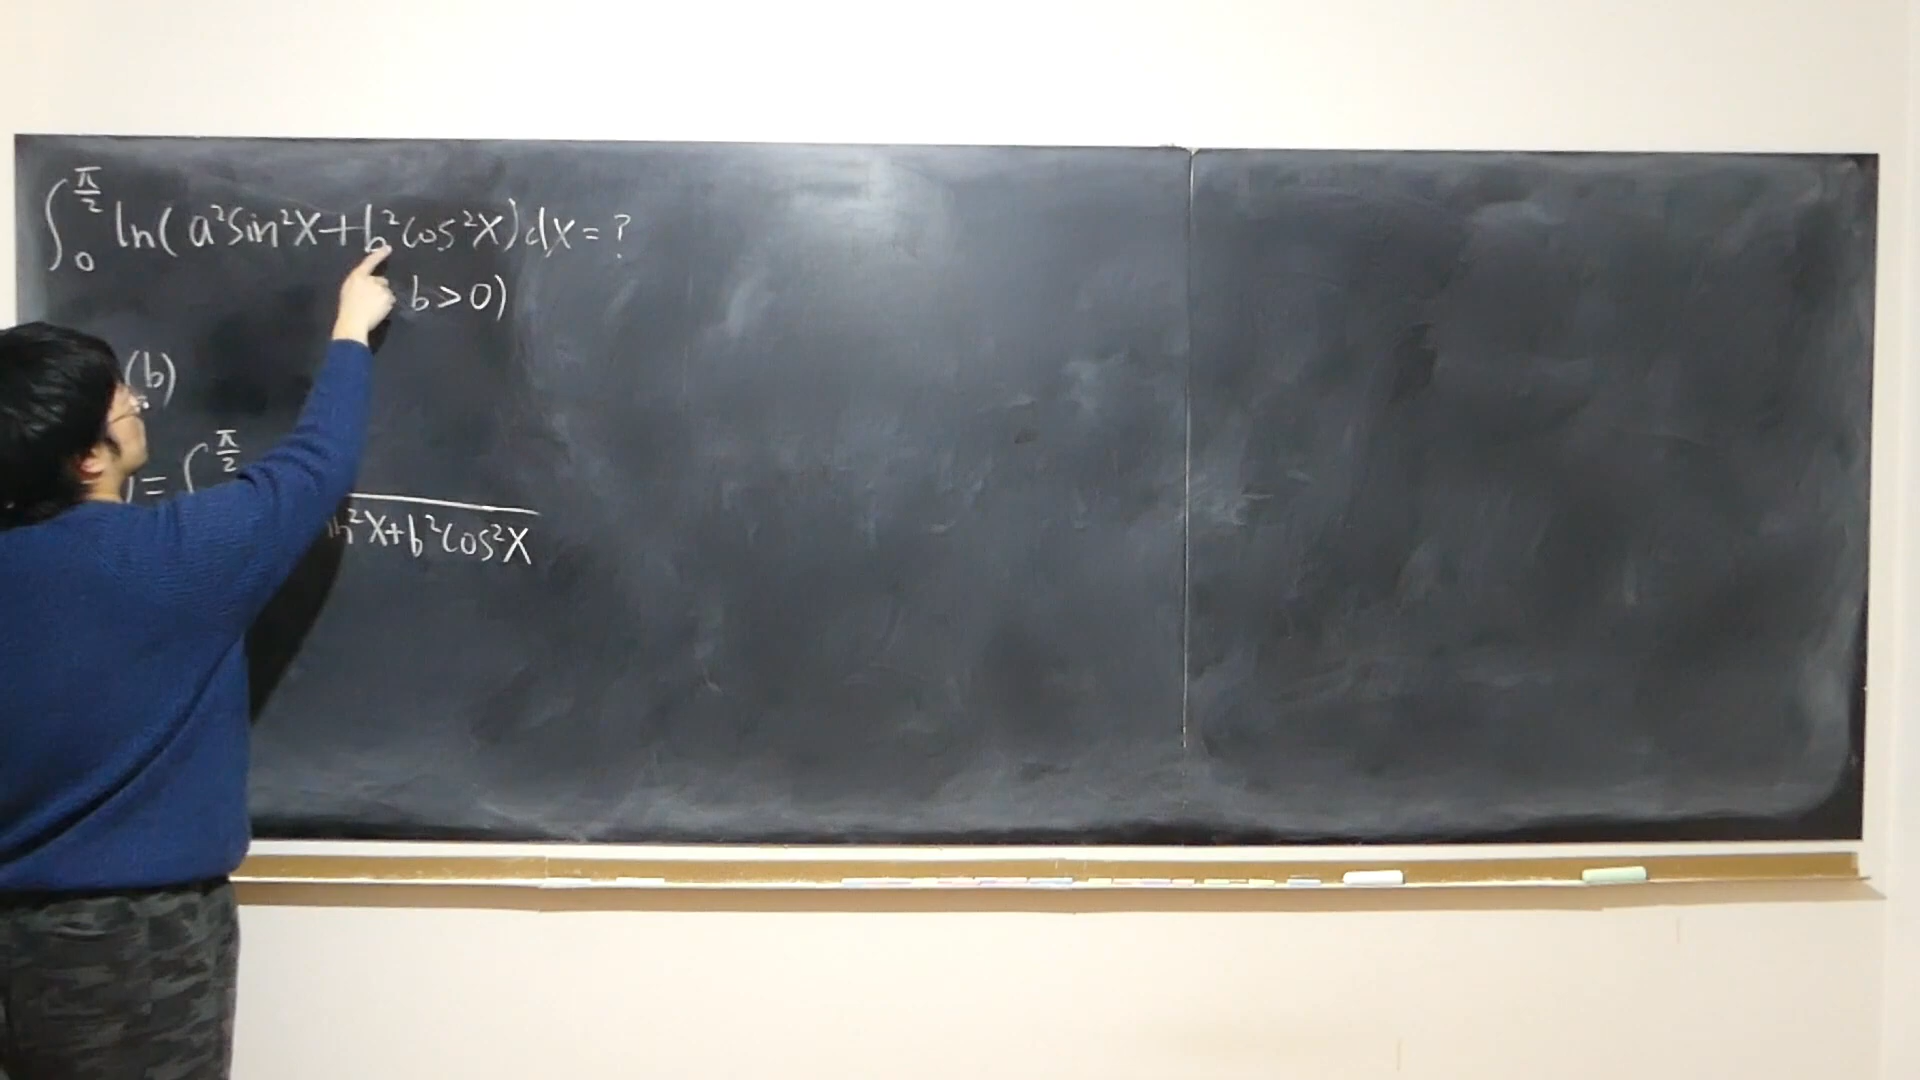 ∫₀^(π/2) ln(a²sin²x+b²cos²x)dx=?
b>0)
(b)
)=∫^(π/2)
n²x+b²cos²x